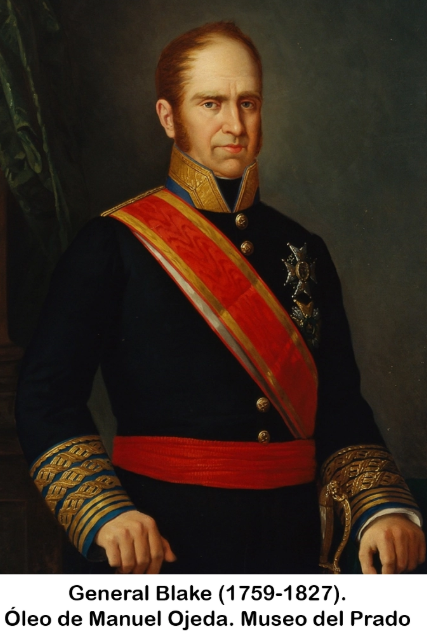 General Blake (1759-1827).
Óleo de Manuel Ojeda. Museo del Prado